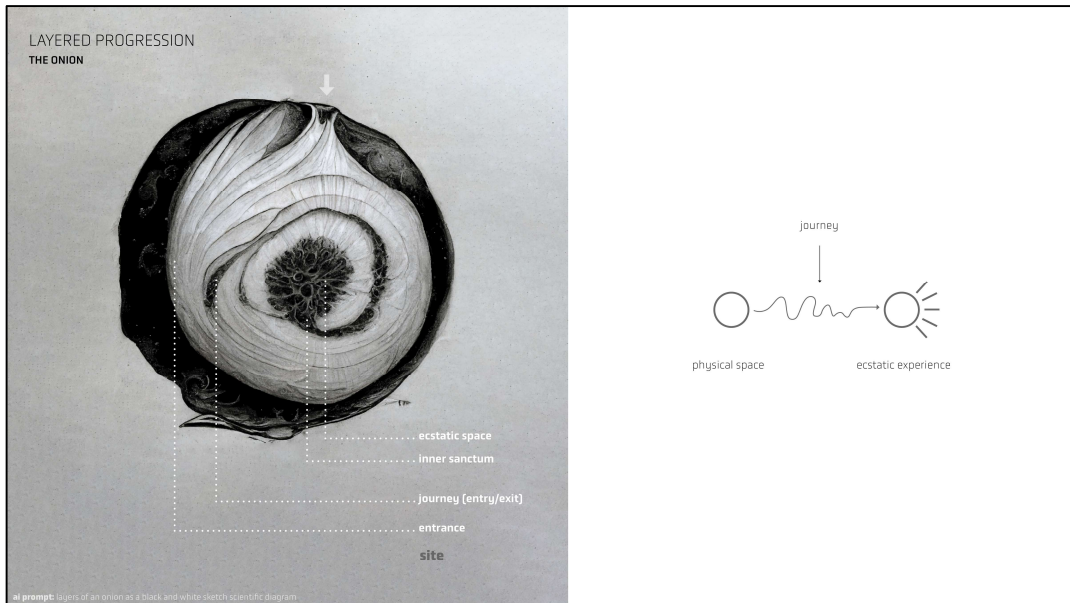 LAYERED PROGRESSION
THE ONION
ecstatic space
inner sanctum
journey (entry/exit)
entrance
site
ai prompt: layers of an onion as a black and white sketch scientific diagram
journey
physical space
ecstatic experience